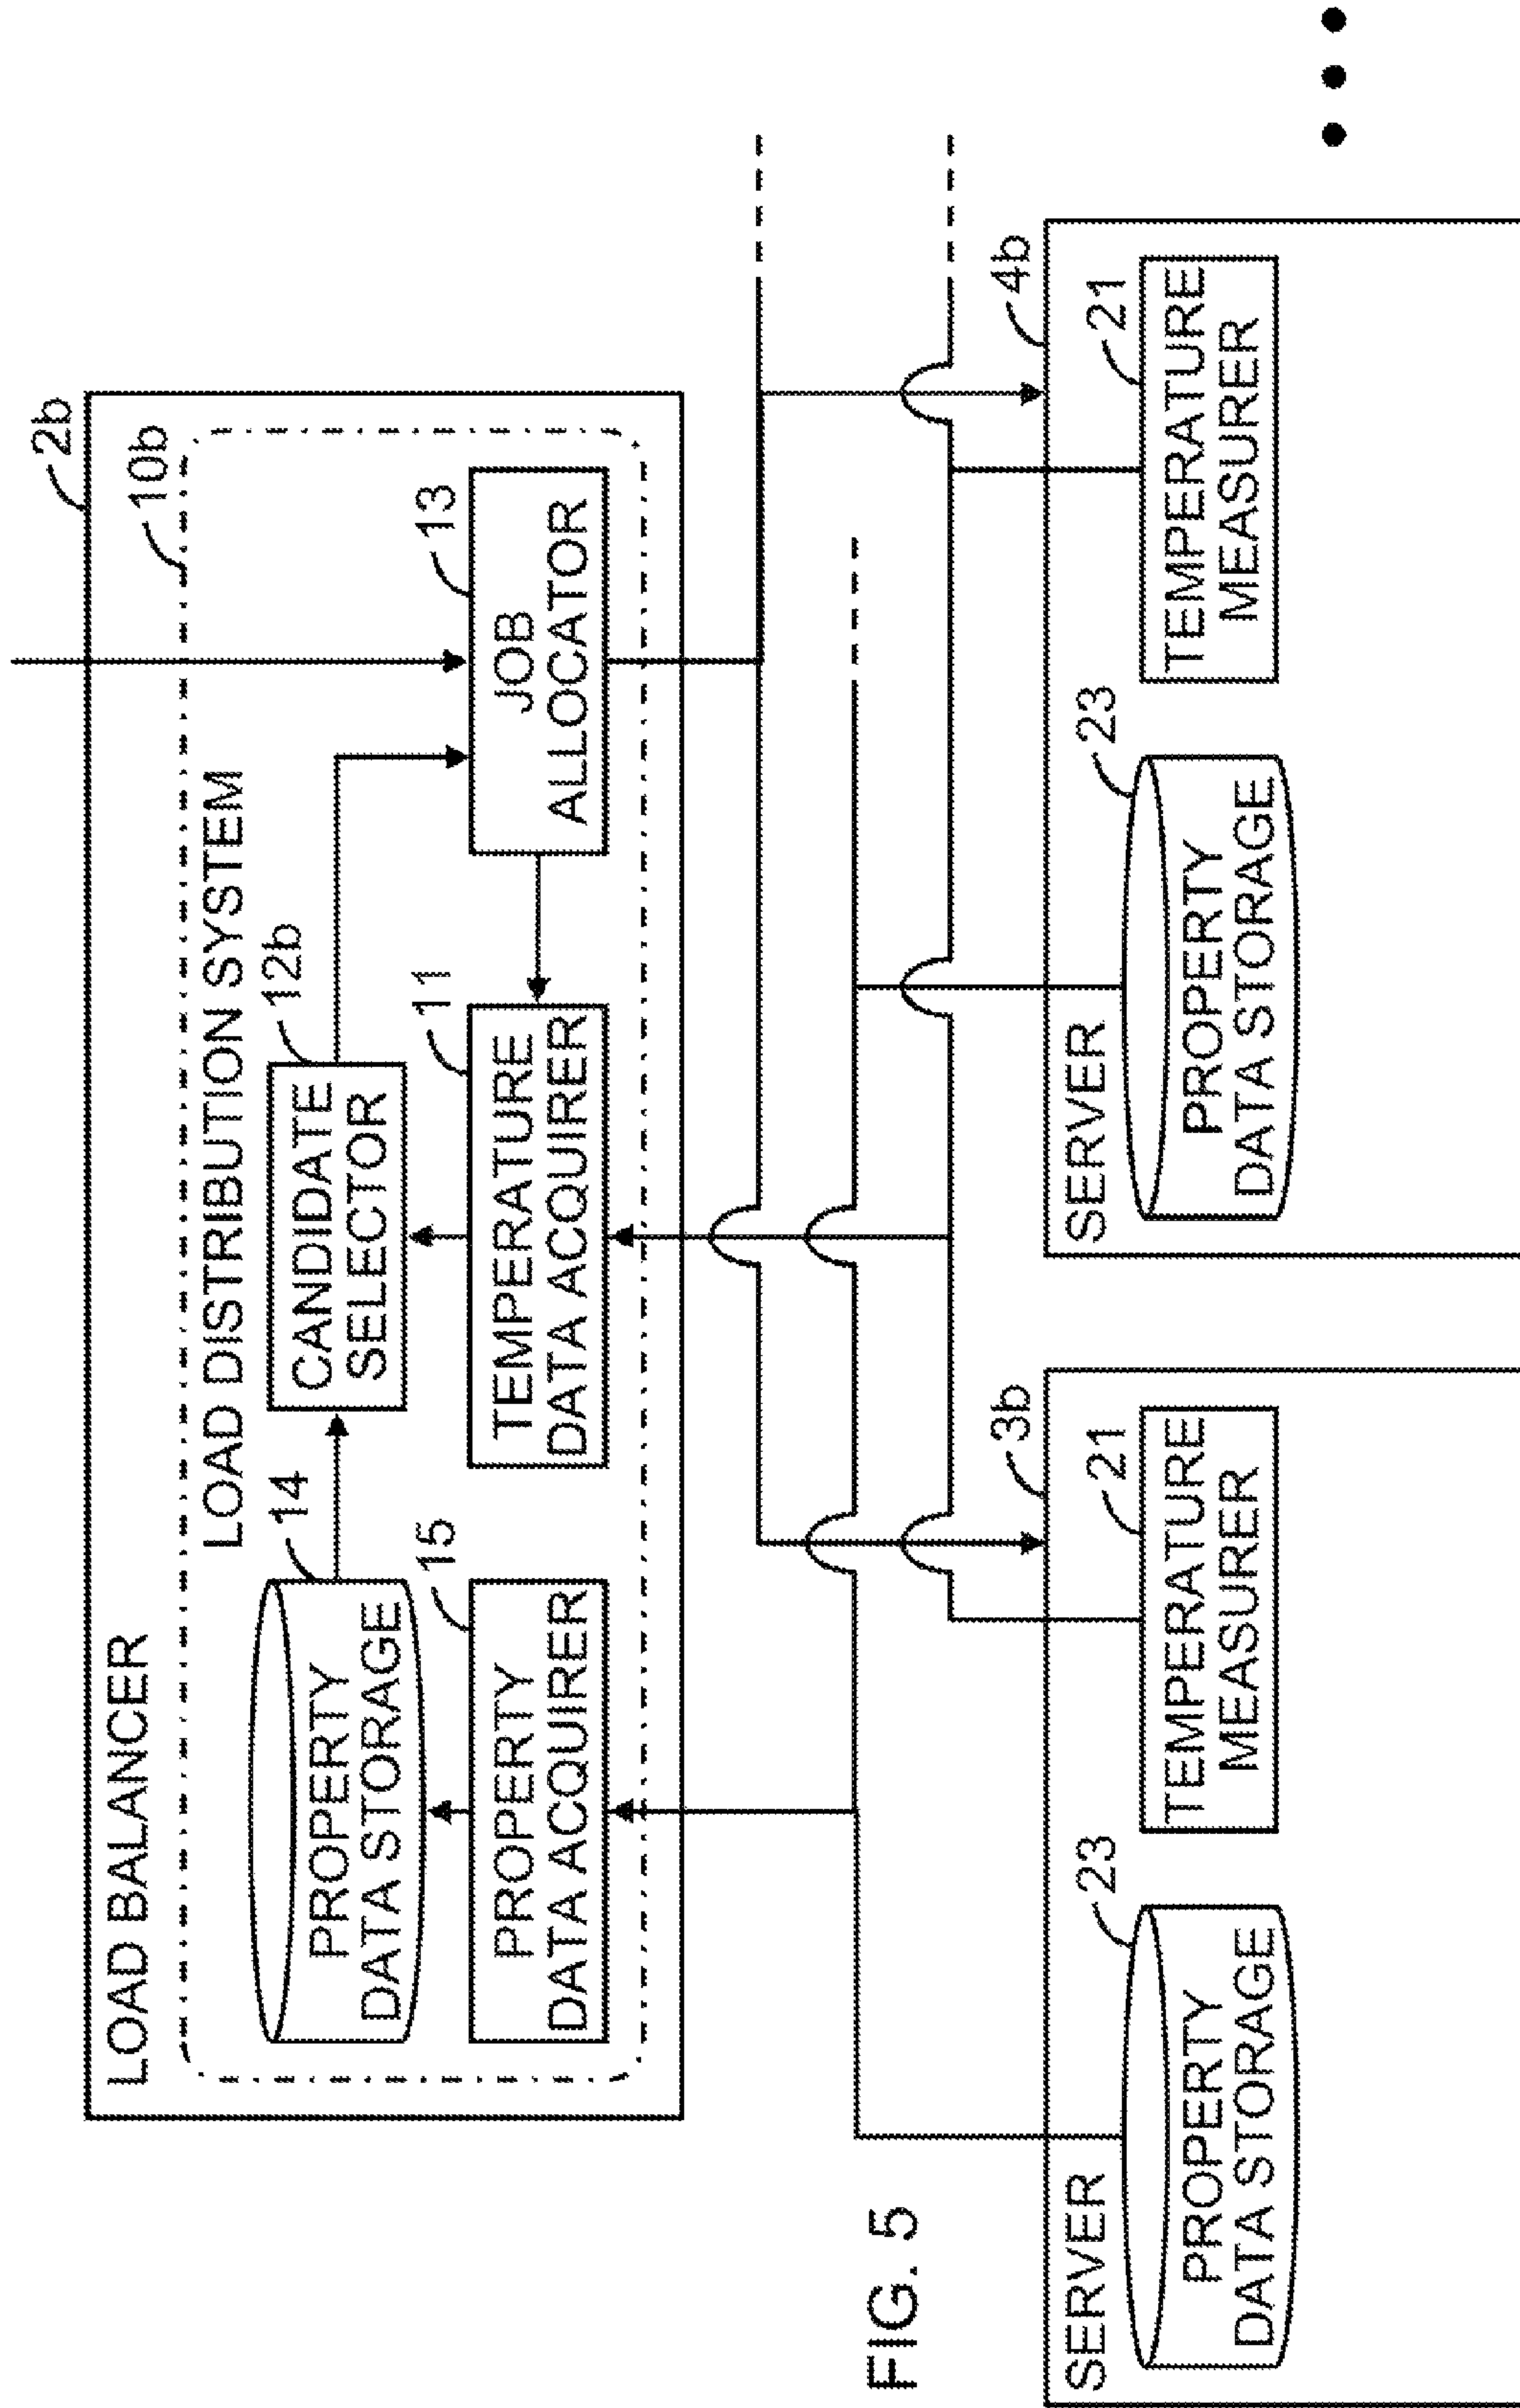 FIG. 5
LOAD BALANCER
2b
10b
LOAD DISTRIBUTION SYSTEM
14
PROPERTY
DATA STORAGE
12b
CANDIDATE
SELECTOR
15
PROPERTY
DATA ACQUIRER
11
TEMPERATURE
DATA ACQUIRER
13
JOB
ALLOCATOR
3b
SERVER
23
PROPERTY
DATA STORAGE
21
TEMPERATURE
MEASURER
4b
SERVER
23
PROPERTY
DATA STORAGE
21
TEMPERATURE
MEASURER